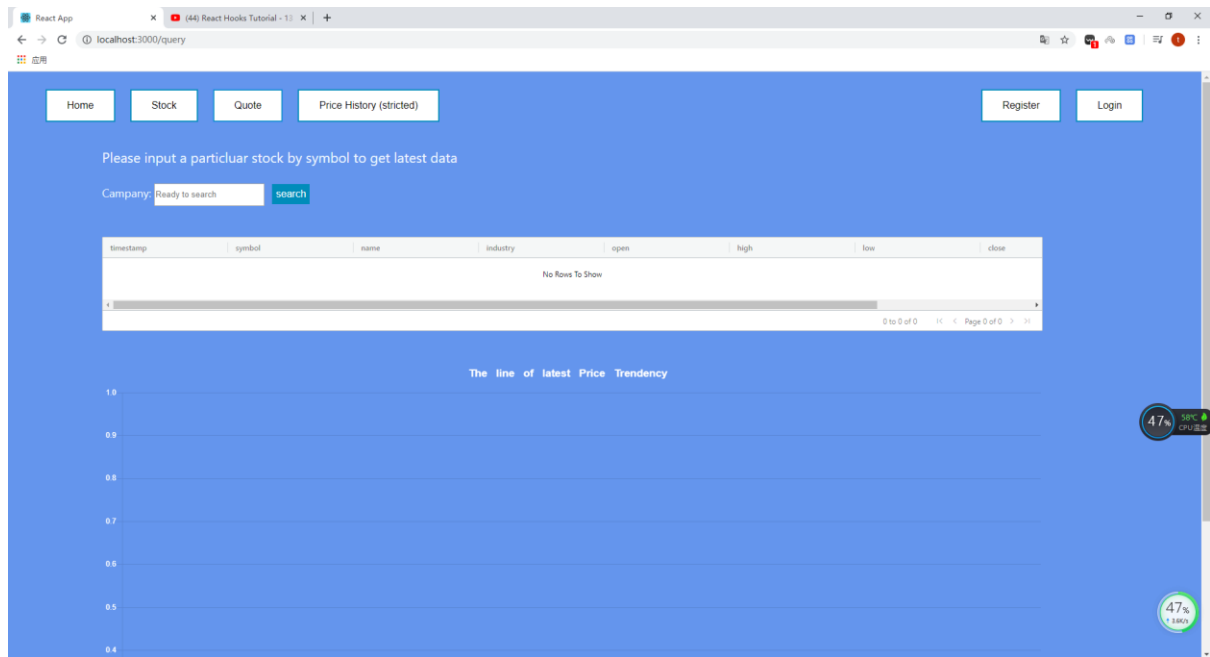 React App
(44) React Hooks Tutorial - 12
localhost:3000/query
应用
Home Stock Quote Price History (stricted) Register Login
Please input a particluar stock by symbol to get latest data
Campany: Ready to search search
timestamp symbol name industry open high low close
No Rows To Show
0 to 0 of 0 Page 0 of 0
The line of latest Price Trendency
1.0
0.9
47% 58℃
CPU温度
0.8
0.7
0.6
0.5
47%
3.6K/s
0.4